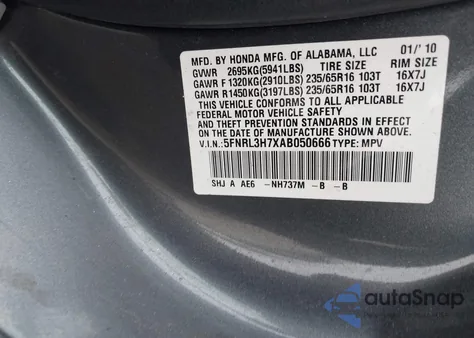 MFD. BY HONDA MFG. OF ALABAMA, LLC 01/'10
GVWR 2695KG(5941LBS) TIRE SIZE RIM SIZE
GAWR F 1320KG(2910LBS) 235/65R16 103T 16X7J
GAWR R1450KG(3197LBS) 235/65R16 103T 16X7J
THIS VEHICLE CONFORMS TO ALL APPLICABLE
FEDERAL MOTOR VEHICLE SAFETY
AND THEFT PREVENTION STANDARDS IN EFFECT ON
THE DATE OF MANUFACTURE SHOWN ABOVE.
V.I.N.: 5FNRL3H7XAB050666 TYPE: MPV
SHJ A AE6 -NH737M -B -B
autoSnap